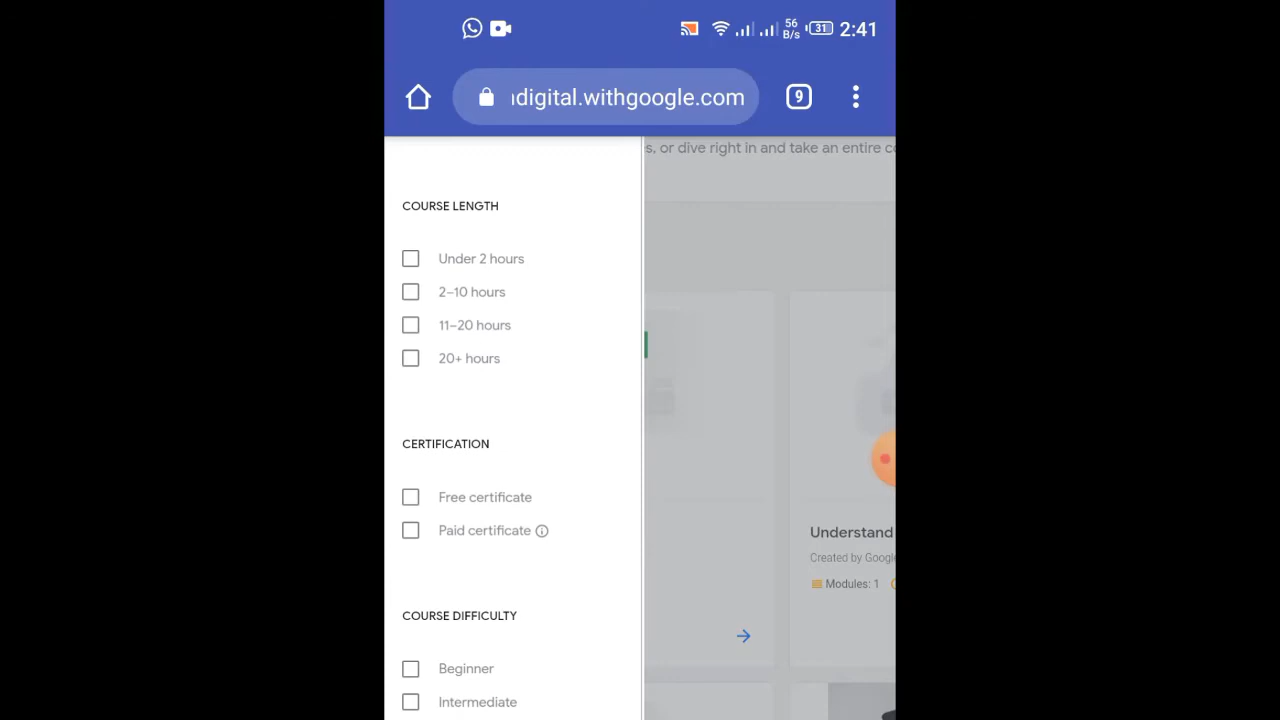 56
B/s
31
2:41
digital.withgoogle.com
9
s, or dive right in and take an entire
COURSE LENGTH
Under 2 hours
2–10 hours
11–20 hours
20+ hours
CERTIFICATION
Free certificate
Paid certificate
COURSE DIFFICULTY
Beginner
Intermediate
Understand
Created by Googl
Modules: 1